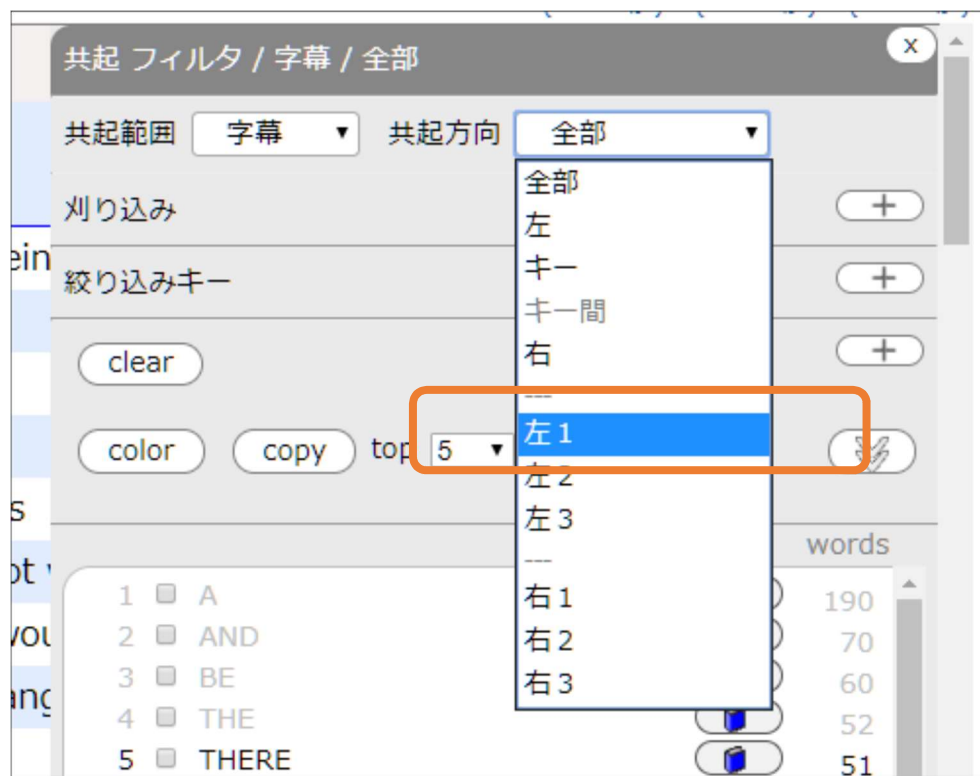 共起 フィルタ / 字幕 / 全部
x
共起範囲 字幕 共起方向 全部
全部
刈り込み
左
キー
絞り込みキー
キー間
右
clear
---
左1
color copy top 5
左2
左3
---
words
右1
1 A 190
右2
2 AND 70
右3
3 BE 60
4 THE 52
5 THERE 51